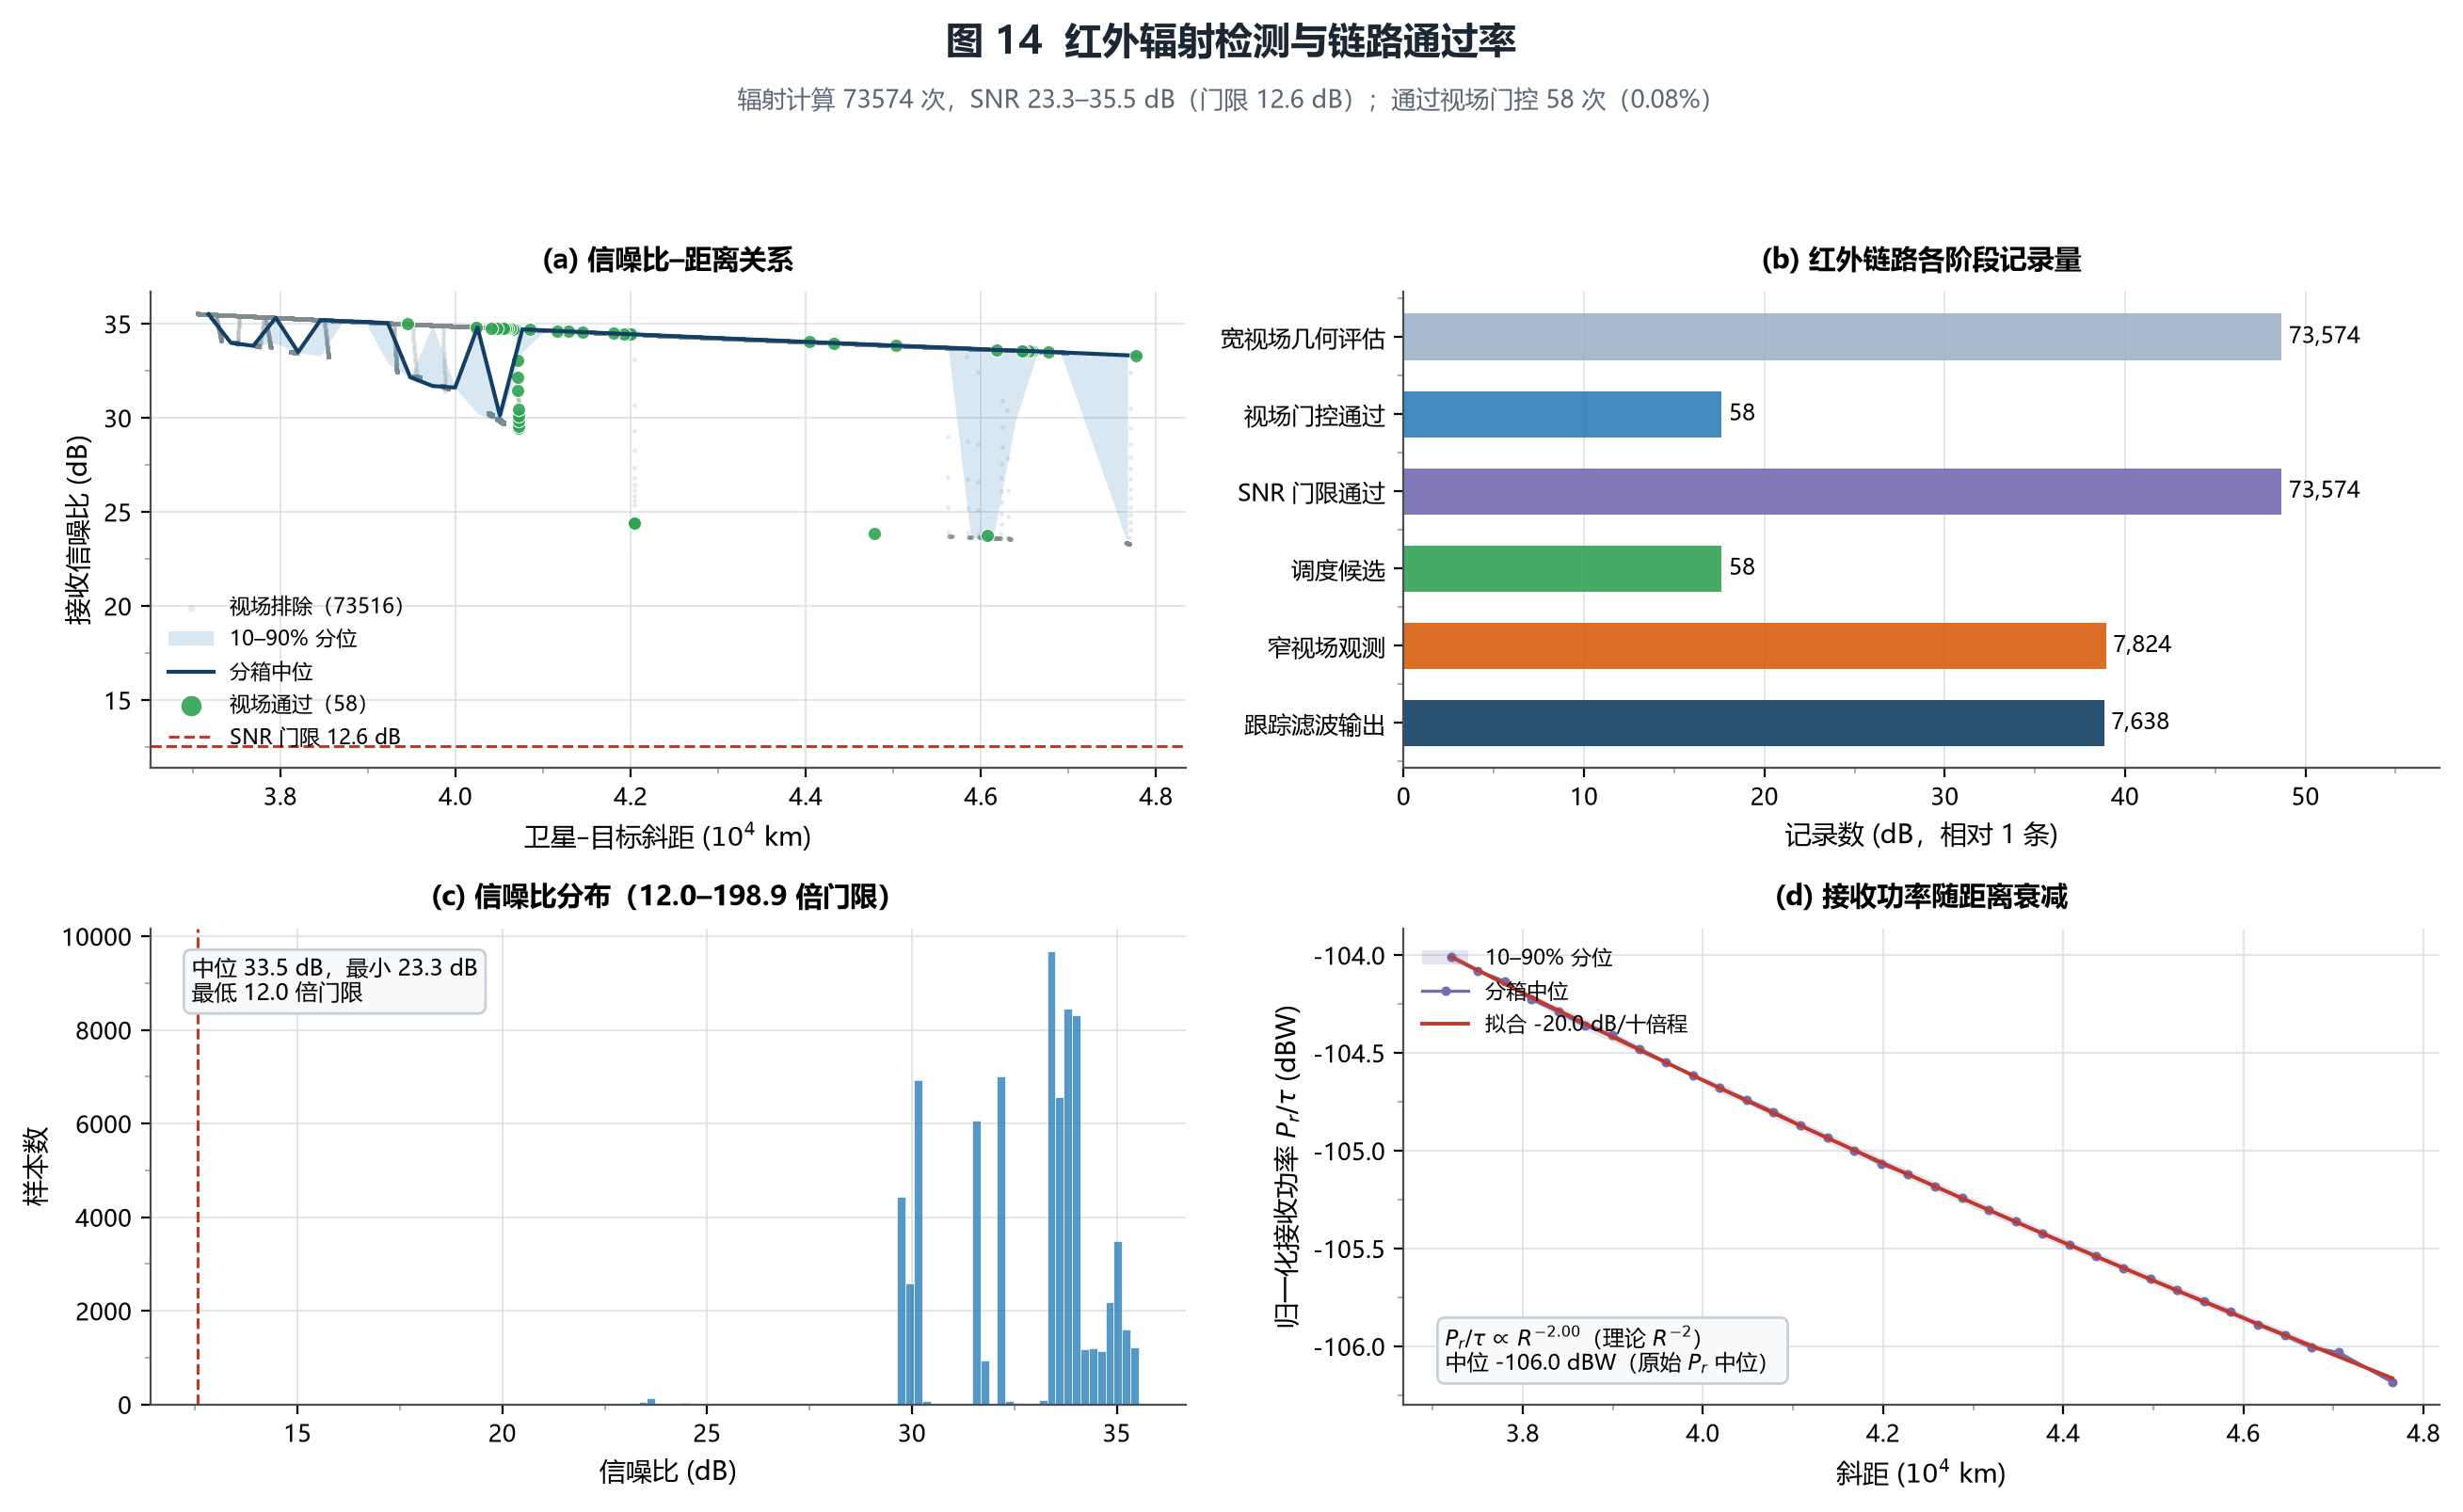 图 14 红外辐射检测与链路通过率
辐射计算 73574 次，SNR 23.3–35.5 dB（门限 12.6 dB）；通过视场门控 58 次（0.08%）
(a) 信噪比–距离关系
接收信噪比 (dB)
35
30
25
20
15
视场排除（73516）
10–90% 分位
分箱中位
视场通过（58）
SNR 门限 12.6 dB
3.8
4.0
4.2
4.4
4.6
4.8
卫星–目标斜距 (10⁴ km)
(b) 红外链路各阶段记录量
宽视场几何评估
73,574
视场门控通过
58
SNR 门限通过
73,574
调度候选
58
窄视场观测
7,824
跟踪滤波输出
7,638
0
10
20
30
40
50
记录数 (dB，相对 1 条)
(c) 信噪比分布（12.0–198.9 倍门限）
样本数
10000
8000
6000
4000
2000
0
中位 33.5 dB，最小 23.3 dB
最低 12.0 倍门限
15
20
25
30
35
信噪比 (dB)
(d) 接收功率随距离衰减
归一化接收功率 Pᵣ/τ (dBW)
-104.0
-104.5
-105.0
-105.5
-106.0
10–90% 分位
分箱中位
拟合 -20.0 dB/十倍程
Pᵣ/τ ∝ R⁻²·⁰⁰（理论 R⁻²）
中位 -106.0 dBW（原始 Pᵣ 中位）
3.8
4.0
4.2
4.4
4.6
4.8
斜距 (10⁴ km)